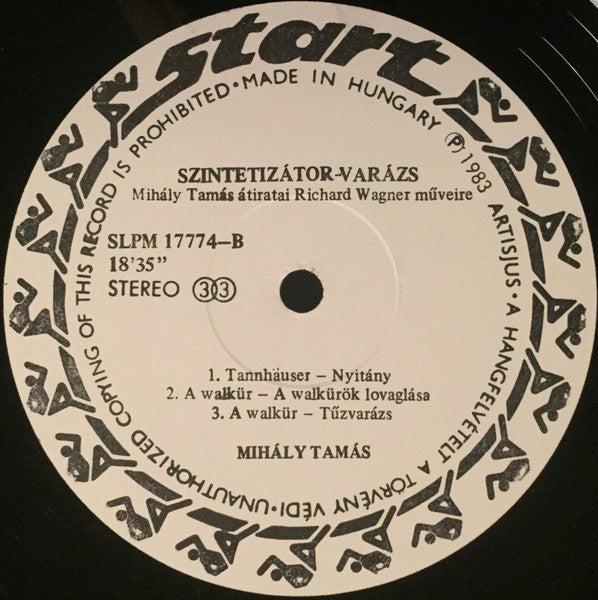 start
MADE IN HUNGARY Ⓟ 1983 ARTISJUS · A HANGFELVÉTELT A TÖRVÉNY VÉDI · UNAUTHORIZED COPYING OF THIS RECORD IS PROHIBITED ·
SZINTETIZÁTOR-VARÁZS
Mihály Tamás átiratai Richard Wagner műveire
SLPM 17774-B
18'35"
STEREO 33
1. Tannhäuser – Nyitány
2. A walkür – A walkürök lovaglása
3. A walkür – Tűzvarázs
MIHÁLY TAMÁS